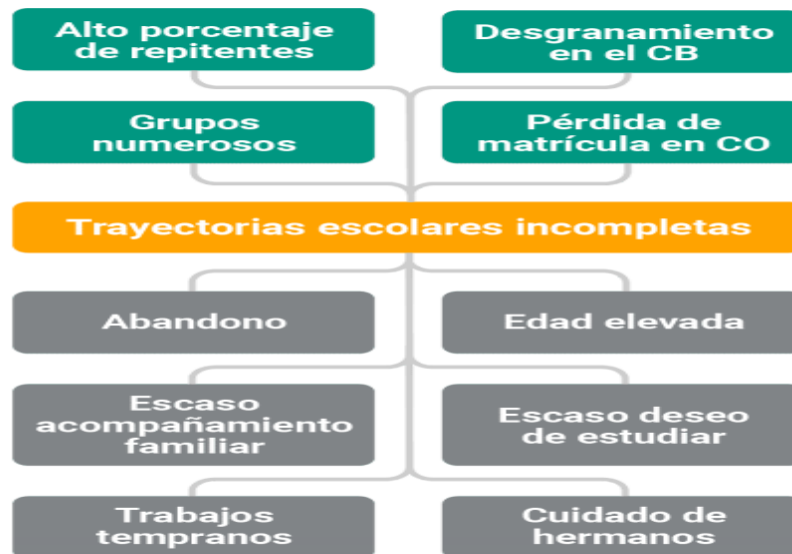 Alto porcentaje
de repitentes
Desgranamiento
en el CB
Grupos
numerosos
Pérdida de
matrícula en CO
Trayectorias escolares incompletas
Abandono
Edad elevada
Escaso
acompañamiento
familiar
Escaso deseo
de estudiar
Trabajos
tempranos
Cuidado de
hermanos